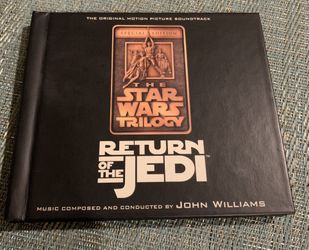 THE ORIGINAL MOTION PICTURE SOUNDTRACK
SPECIAL EDITION
THE
STAR
WARS
TRILOGY
RETURN
OF THE JEDI™
MUSIC COMPOSED AND CONDUCTED BY JOHN WILLIAMS